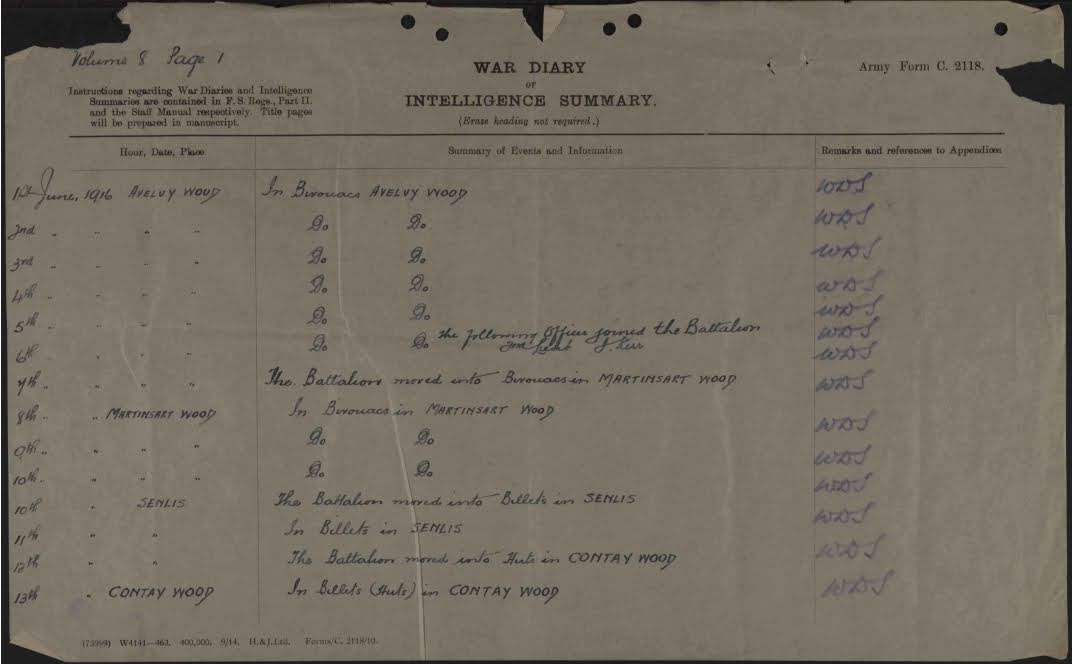 Volume 8 Page 1
WAR DIARY
or
INTELLIGENCE SUMMARY.
(Erase heading not required.)
Army Form C. 2118.
Instructions regarding War Diaries and Intelligence
Summaries are contained in F. S. Regs., Part II.
and the Staff Manual respectively. Title pages
will be prepared in manuscript.
Hour, Date, Place Summary of Events and Information Remarks and references to Appendices
1st June, 1916 AVELUY WOOD In Bivouacs AVELUY WOOD WDS
2nd " " " " Do Do WDS
3rd " " " " Do Do WDS
4th " " " " Do Do WDS
5th " " " " Do Do WDS
6th " " " " Do Do The following Officer joined the Battalion WDS
2nd Lieut J. Kerr WDS
7th " " " " The Battalion moved into Bivouacs in MARTINSART WOOD WDS
8th " " MARTINSART WOOD In Bivouacs in MARTINSART WOOD WDS
9th " " " Do Do WDS
10th " " " Do Do WDS
10th " SENLIS The Battalion moved into Billets in SENLIS WDS
11th " " In Billets in SENLIS WDS
12th " " The Battalion moved into Huts in CONTAY WOOD WDS
13th " CONTAY WOOD In Billets (Huts) in CONTAY WOOD WDS
(73989) W4141—463. 400,000. 9/14. H.&J.Ltd. Forms/C. 2118/10.